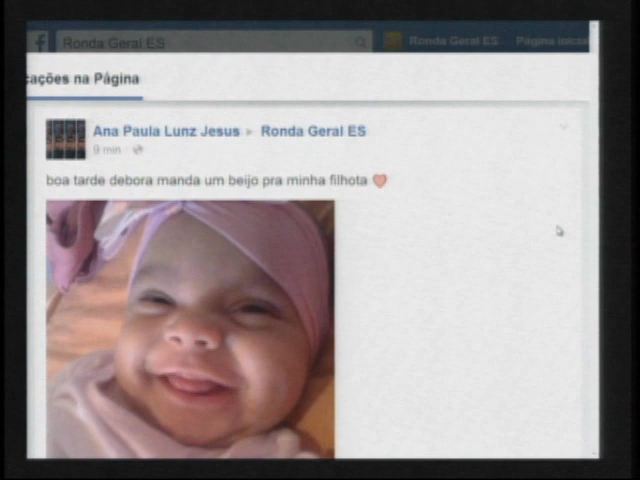 Ronda Geral ES
Ronda Geral ES Página inicial
cações na Página
Ana Paula Lunz Jesus ▸ Ronda Geral ES
9 min
boa tarde debora manda um beijo pra minha filhota ❤